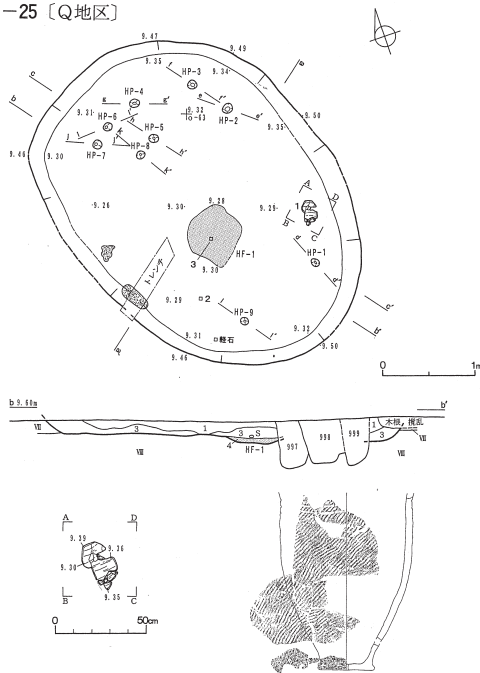 －25〔Q地区〕
9.47
9.49
9.35
f
HP-3
9.34
a
c
b
HP-4
g
g'
e
f'
HP-2
e'
9.50
9.31
HP-6
h
9.32
o-63
9.35
i
j
k
HP-5
HP-8
h'
9.46
9.30
HP-7
k'
A
D
9.26
9.30
9.28
9.29
1
B
C
HF-1
3
9.30
d
HP-1
d'
トレンチ
9.29
2
HP-9
l
l'
c'
b'
9.31
軽石
9.32
9.46
9.50
a'
0
1m
b 9.60m
b'
Ⅶ
3
1
3
S
4
HF-1
997
998
999
1
木根，撹乱
3
Ⅶ
Ⅷ
Ⅷ
A
D
9.39
9.36
9.30
9.35
B
C
0
50cm